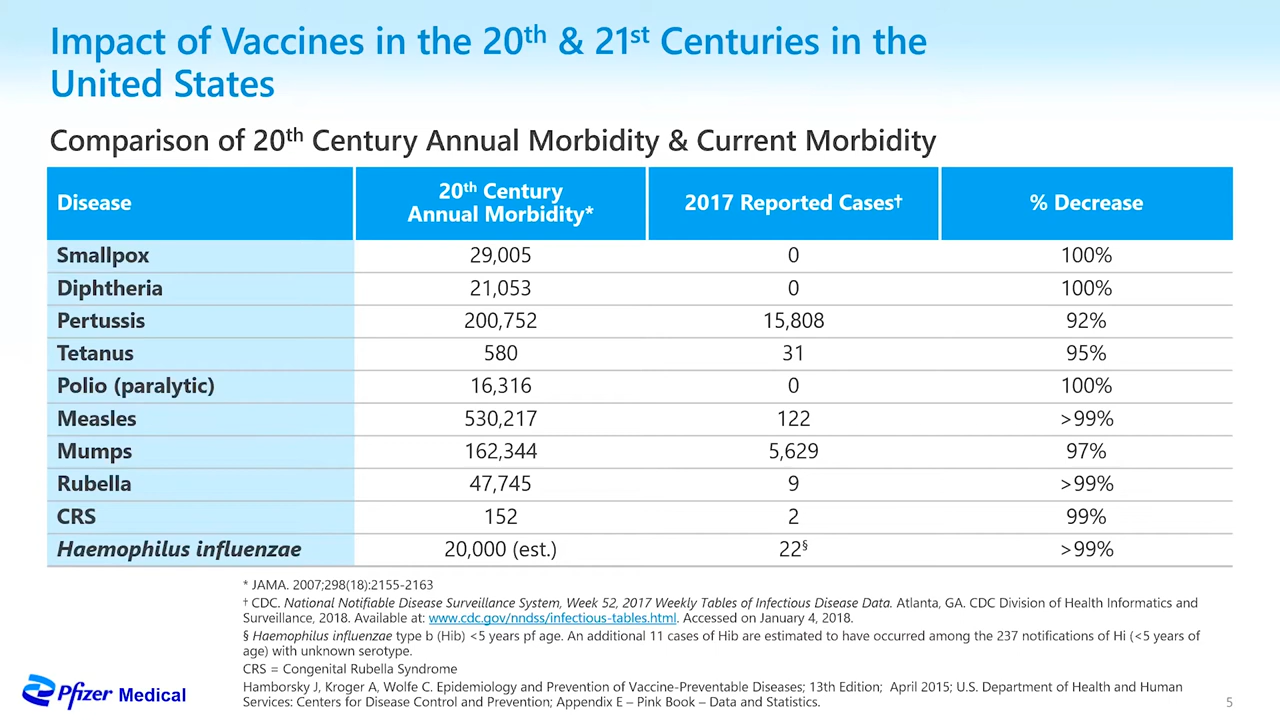 Impact of Vaccines in the 20th & 21st Centuries in the
United States
Comparison of 20th Century Annual Morbidity & Current Morbidity
Disease
20th Century
Annual Morbidity*
2017 Reported Cases†
% Decrease
Smallpox 29,005 0 100%
Diphtheria 21,053 0 100%
Pertussis 200,752 15,808 92%
Tetanus 580 31 95%
Polio (paralytic) 16,316 0 100%
Measles 530,217 122 >99%
Mumps 162,344 5,629 97%
Rubella 47,745 9 >99%
CRS 152 2 99%
Haemophilus influenzae 20,000 (est.) 22§ >99%
* JAMA. 2007;298(18):2155-2163
† CDC. National Notifiable Disease Surveillance System, Week 52, 2017 Weekly Tables of Infectious Disease Data. Atlanta, GA. CDC Division of Health Informatics and
Surveillance, 2018. Available at: www.cdc.gov/nndss/infectious-tables.html. Accessed on January 4, 2018.
§ Haemophilus influenzae type b (Hib) <5 years pf age. An additional 11 cases of Hib are estimated to have occurred among the 237 notifications of Hi (<5 years of
age) with unknown serotype.
CRS = Congenital Rubella Syndrome
Hamborsky J, Kroger A, Wolfe C. Epidemiology and Prevention of Vaccine-Preventable Diseases; 13th Edition; April 2015; U.S. Department of Health and Human
Services: Centers for Disease Control and Prevention; Appendix E – Pink Book – Data and Statistics.
Pfizer Medical
5